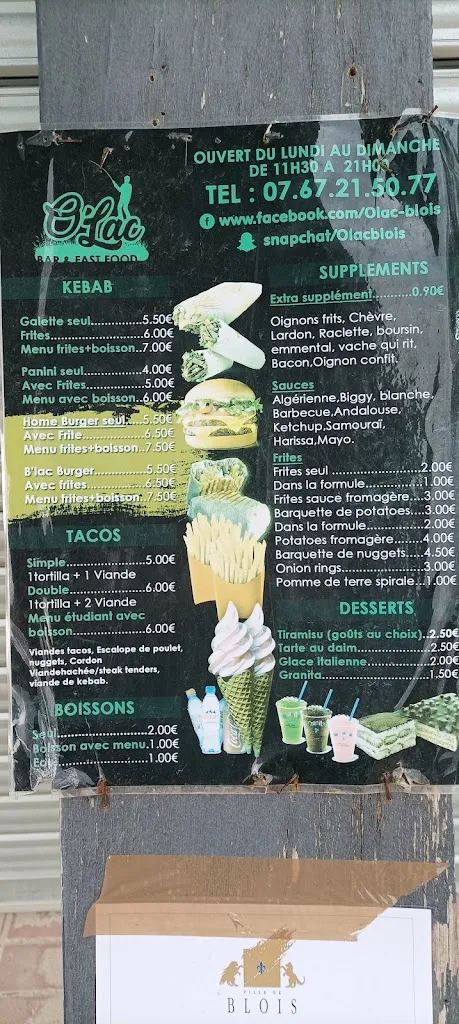 O'Lac
BAR & FAST FOOD
OUVERT DU LUNDI AU DIMANCHE
DE 11H30 A 21H0
TEL : 07.67.21.50.77
www.facebook.com/Olac-blois
snapchat/Olacblois
KEBAB
Galette seul..............5.50€
Frites.........................6.00€
Menu frites+boisson..7.00€
Panini seul................4.00€
Avec Frites...............5.00€
Menu avec boisson..6.00€
Home Burger seul.....5.50€
Avec Frite.................6.50€
Menu frites+boisson..7.50€
B'lac Burger..............5.50€
Avec frites................6.50€
Menu frites+boisson..7.50€
TACOS
Simple.......................5.00€
1tortilla + 1 Viande
Double......................6.00€
1tortilla + 2 Viande
Menu étudiant avec
boisson.....................6.00€
Viandes tacos, Escalope de poulet,
nuggets, Cordon
Viandehachée/steak tenders,
viande de kebab.
BOISSONS
Seul..........................2.00€
Boisson avec menu.1.00€
Eau..........................1.00€
SUPPLEMENTS
Extra supplément...........0.90€
Oignons frits, Chèvre,
Lardon, Raclette, boursin,
emmental, vache qui rit,
Bacon,Oignon confit.
Sauces
Algérienne,Biggy, blanche,
Barbecue,Andalouse,
Ketchup,Samouraï,
Harissa,Mayo.
Frites
Frites seul .......................2.00€
Dans la formule..............1.00€
Frites saucé fromagère...3.00€
Barquette de potatoes...3.00€
Dans la formule..............2.00€
Potatoes fromagère.......4.00€
Barquette de nuggets....4.50€
Onion rings.....................3.00€
Pomme de terre spirale..1.00€
DESSERTS
Tiramisu (goûts au choix)..2.50€
Tarte au daim..................2.50€
Glace italienne...............2.00€
Granita...........................1.50€
VILLE DE
BLOIS